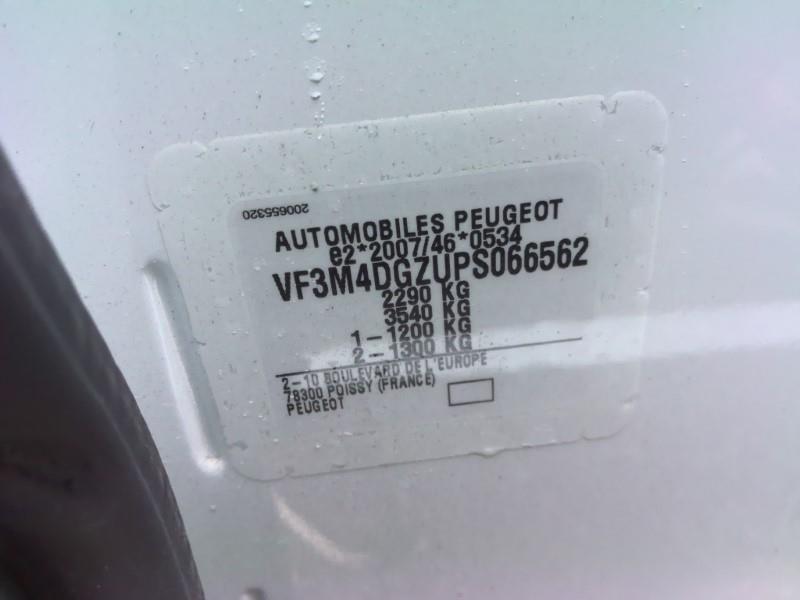 200655320
AUTOMOBILES PEUGEOT
e2*2007/46*0534
VF3M4DGZUPS066562
2290 KG
3540 KG
1-1200 KG
2-1300 KG
2-10 BOULEVARD DE L'EUROPE
78300 POISSY (FRANCE)
PEUGEOT